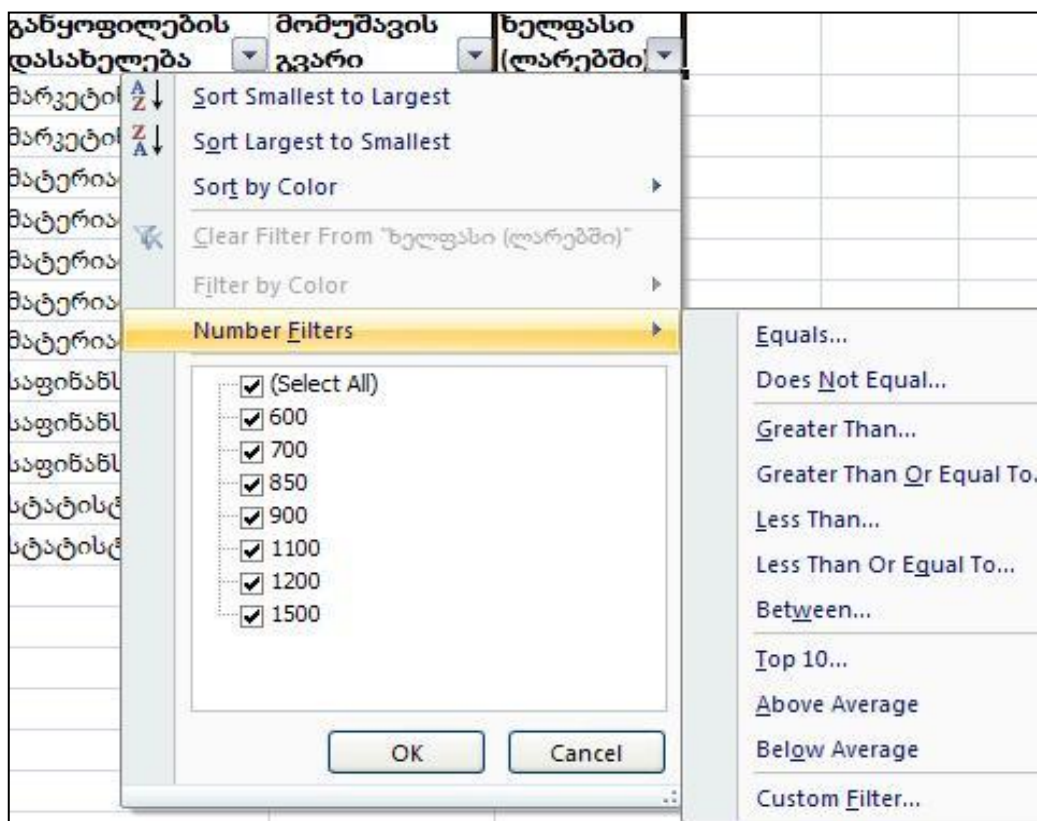 განყოფილების
დასახელება
მომუშავის
გვარი
ხელფასი
(ლარებში)
Sort Smallest to Largest
Sort Largest to Smallest
Sort by Color
Clear Filter From "ხელფასი (ლარებში)"
Filter by Color
Number Filters
(Select All)
600
700
850
900
1100
1200
1500
OK
Cancel
Equals...
Does Not Equal...
Greater Than...
Greater Than Or Equal To.
Less Than...
Less Than Or Equal To...
Between...
Top 10...
Above Average
Below Average
Custom Filter...